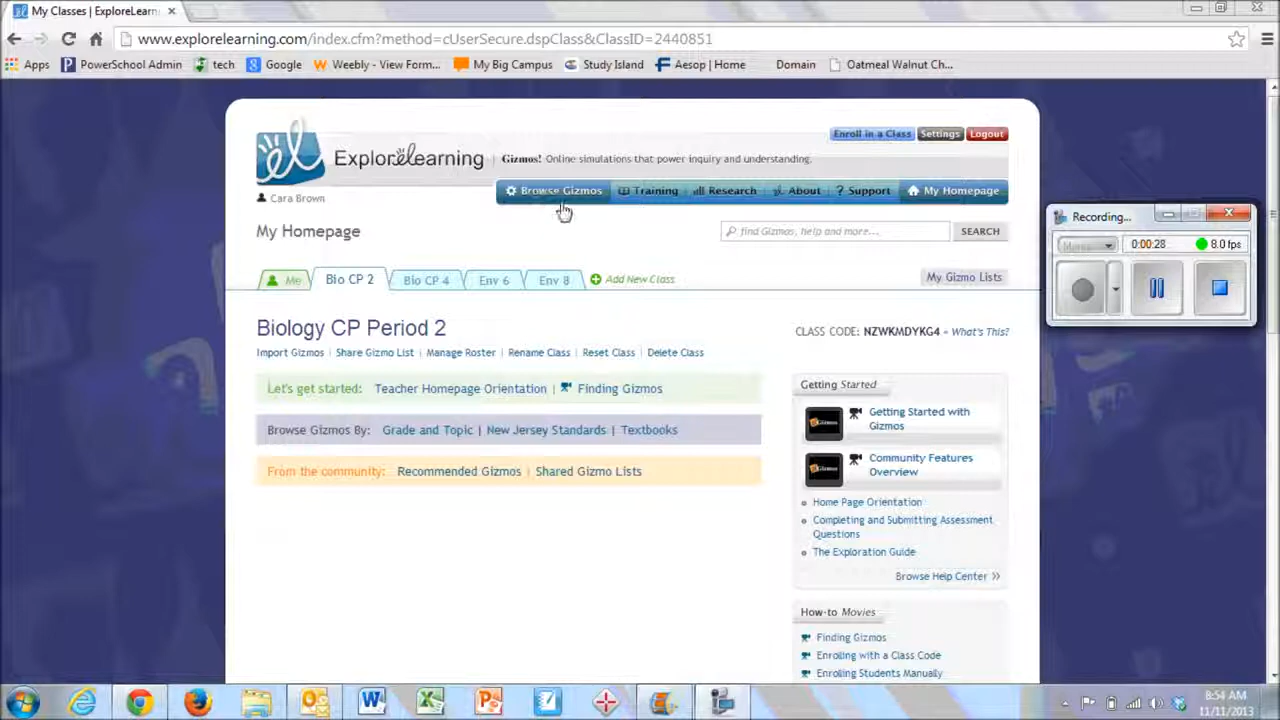 My Classes | ExploreLearn
www.explorelearning.com/index.cfm?method=cUserSecure.dspClass&ClassID=2440851
Apps PowerSchool Admin tech Google Weebly - View Form... My Big Campus Study Island Aesop | Home Domain Oatmeal Walnut Ch...
Enroll in a Class Settings Logout
ExploreLearning Gizmos! Online simulations that power inquiry and understanding.
Browse Gizmos Training Research About Support My Homepage
Cara Brown
My Homepage find Gizmos, help and more... SEARCH
Me Bio CP 2 Bio CP 4 Env 6 Env 8 Add New Class My Gizmo Lists
Biology CP Period 2 CLASS CODE: NZWKMDYKG4 « What's This?
Import Gizmos | Share Gizmo List | Manage Roster | Rename Class | Reset Class | Delete Class
Let's get started: Teacher Homepage Orientation | Finding Gizmos
Browse Gizmos By: Grade and Topic | New Jersey Standards | Textbooks
From the community: Recommended Gizmos | Shared Gizmo Lists
Getting Started
Getting Started with
Gizmos
Community Features
Overview
Home Page Orientation
Completing and Submitting Assessment
Questions
The Exploration Guide
Browse Help Center »
How-to Movies
Finding Gizmos
Enrolling with a Class Code
Enrolling Students Manually
Recording...
0:00:28 8.0 fps
8:54 AM
11/11/2013